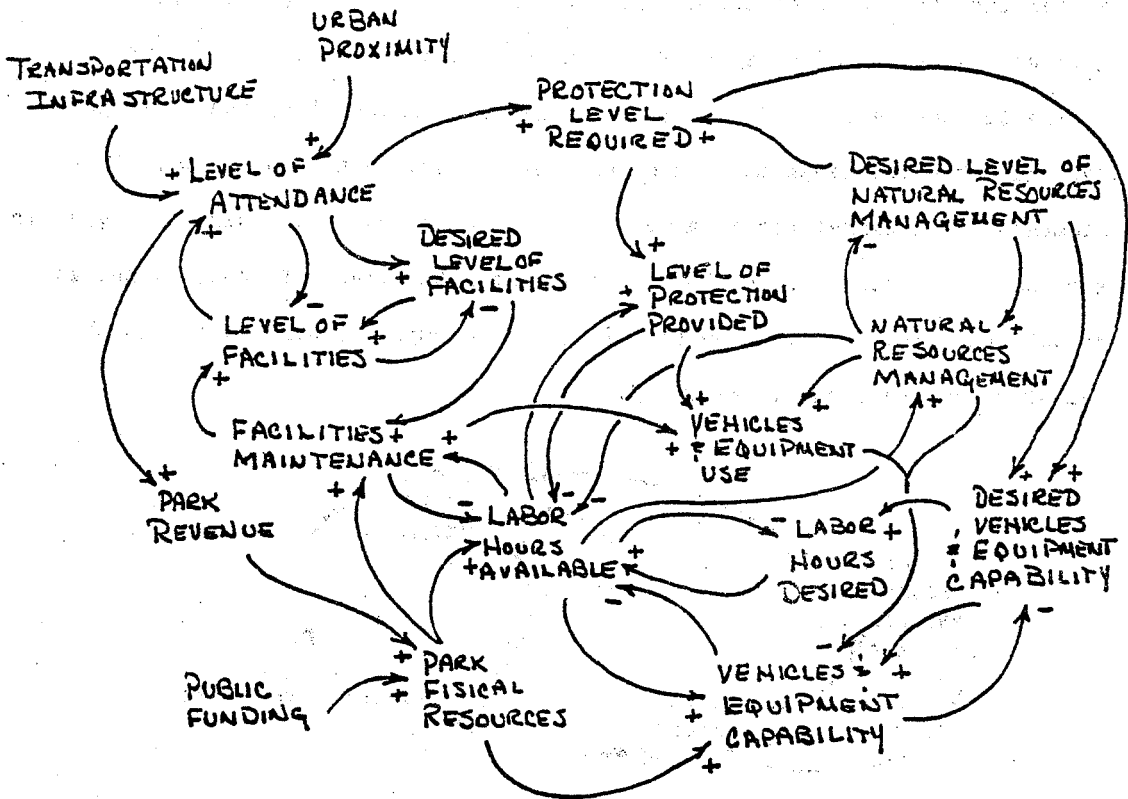 URBAN
PROXIMITY
TRANSPORTATION
INFRASTRUCTURE
PROTECTION
LEVEL
REQUIRED
+
+
+
+ LEVEL OF
ATTENDANCE
+
DESIRED LEVEL OF
NATURAL RESOURCES
MANAGEMENT
-
DESIRED
LEVEL OF
FACILITIES
+
-
+
LEVEL OF
PROTECTION
PROVIDED
+
-
LEVEL OF
FACILITIES
+
+
NATURAL +
RESOURCES
MANAGEMENT
+
FACILITIES +
MAINTENANCE
+
+
+
VEHICLES
& EQUIPMENT
USE
+
+
+
PARK
REVENUE
-
LABOR
HOURS
AVAILABLE
-
-
+
+
-
- LABOR +
HOURS
DESIRED
+
+
DESIRED
VEHICLES
& EQUIPMENT
CAPABILITY
-
PUBLIC
FUNDING
+
+
PARK
FISICAL
RESOURCES
-
VEHICLES &
EQUIPMENT
CAPABILITY
+
+
+